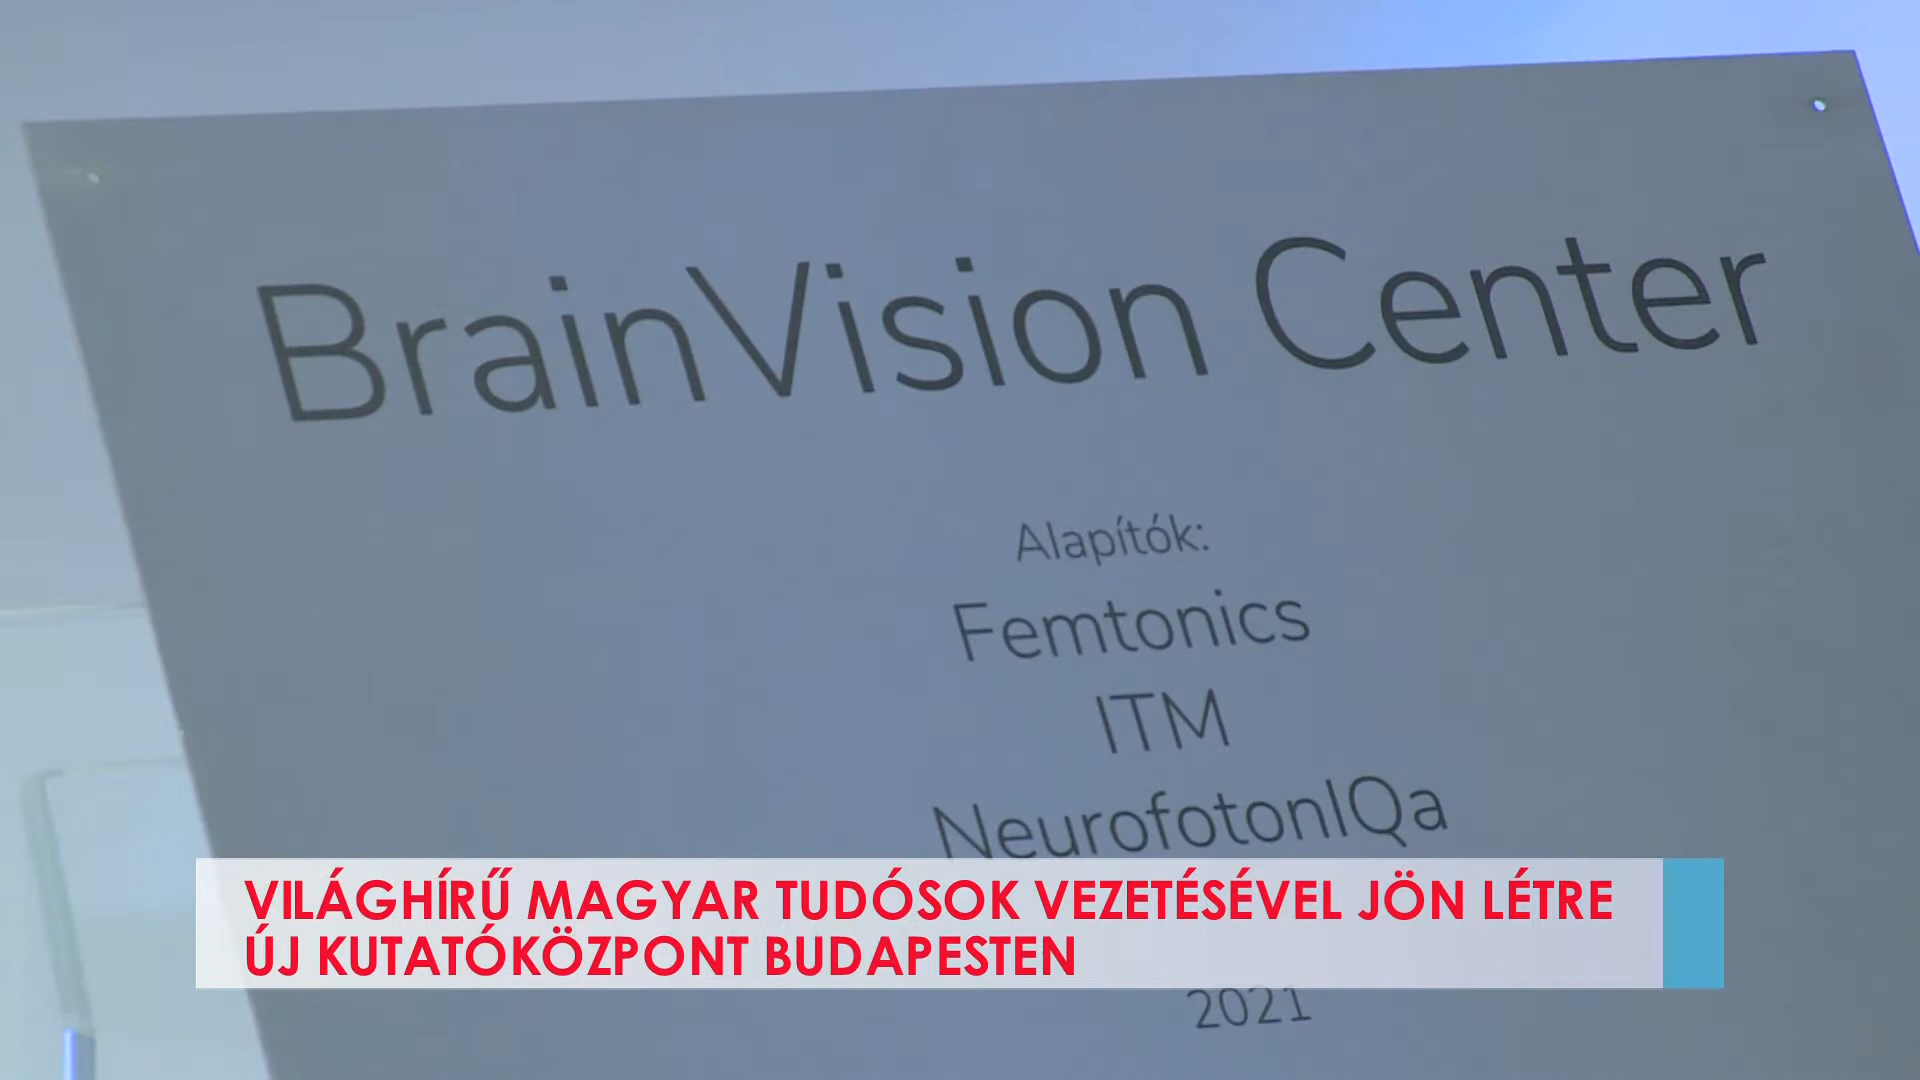 BrainVision Center
Alapítók:
Femtonics
ITM
NeurofotonIQa
VILÁGHÍRŰ MAGYAR TUDÓSOK VEZETÉSÉVEL JÖN LÉTRE
ÚJ KUTATÓKÖZPONT BUDAPESTEN
2021